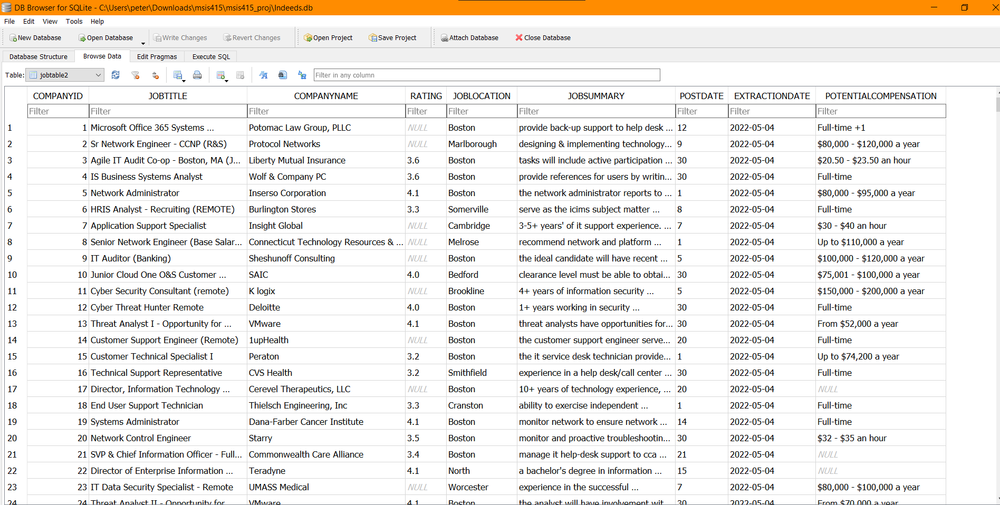 DB Browser for SQLite - C:\Users\peter\Downloads\msis415\msis415_proj\Indeeds.db
File Edit View Tools Help
New Database Open Database Write Changes Revert Changes Open Project Save Project Attach Database Close Database
Database Structure Browse Data Edit Pragmas Execute SQL
Table: jobtable2 Filter in any column
COMPANYID JOBTITLE COMPANYNAME RATING JOBLOCATION JOBSUMMARY POSTDATE EXTRACTIONDATE POTENTIALCOMPENSATION
Filter Filter Filter Filter Filter Filter Filter Filter Filter
1 1 Microsoft Office 365 Systems ... Potomac Law Group, PLLC NULL Boston provide back-up support to help desk ... 12 2022-05-04 Full-time +1
2 2 Sr Network Engineer - CCNP (R&S) Protocol Networks NULL Marlborough designing & implementing technology... 9 2022-05-04 $80,000 - $120,000 a year
3 3 Agile IT Audit Co-op - Boston, MA (J... Liberty Mutual Insurance 3.6 Boston tasks will include active participation ... 30 2022-05-04 $20.50 - $23.50 an hour
4 4 IS Business Systems Analyst Wolf & Company PC 3.6 Boston provide references for users by writin... 30 2022-05-04 Full-time
5 5 Network Administrator Inserso Corporation 4.1 Boston the network administrator reports to ... 1 2022-05-04 $80,000 - $95,000 a year
6 6 HRIS Analyst - Recruiting (REMOTE) Burlington Stores 3.3 Somerville serve as the icims subject matter ... 8 2022-05-04 Full-time
7 7 Application Support Specialist Insight Global NULL Cambridge 3-5+ years' of it support experience. ... 7 2022-05-04 $30 - $40 an hour
8 8 Senior Network Engineer (Base Salar... Connecticut Technology Resources & ... NULL Melrose recommend network and platform ... 1 2022-05-04 Up to $110,000 a year
9 9 IT Auditor (Banking) Sheshunoff Consulting NULL Boston the ideal candidate will have recent ... 5 2022-05-04 $100,000 - $120,000 a year
10 10 Junior Cloud One O&S Customer ... SAIC 4.0 Bedford clearance level must be able to obtai... 30 2022-05-04 $75,001 - $100,000 a year
11 11 Cyber Security Consultant (remote) K logix NULL Brookline 4+ years of information security ... 5 2022-05-04 $150,000 - $200,000 a year
12 12 Cyber Threat Hunter Remote Deloitte 4.0 Boston 1+ years working in security ... 30 2022-05-04 Full-time
13 13 Threat Analyst I - Opportunity for ... VMware 4.1 Boston threat analysts have opportunities for... 30 2022-05-04 From $52,000 a year
14 14 Customer Support Engineer (Remote) 1upHealth NULL Boston the customer support engineer serve... 20 2022-05-04 Full-time
15 15 Customer Technical Specialist I Peraton 3.2 Boston the it service desk technician provide... 1 2022-05-04 Up to $74,200 a year
16 16 Technical Support Representative CVS Health 3.2 Smithfield experience in a help desk/call center ... 30 2022-05-04 Full-time
17 17 Director, Information Technology ... Cerevel Therapeutics, LLC NULL Boston 10+ years of technology experience, ... 20 2022-05-04 NULL
18 18 End User Support Technician Thielsch Engineering, Inc 3.3 Cranston ability to exercise independent ... 1 2022-05-04 Full-time
19 19 Systems Administrator Dana-Farber Cancer Institute 4.1 Boston monitor network to ensure network ... 14 2022-05-04 Full-time
20 20 Network Control Engineer Starry 3.5 Boston monitor and proactive troubleshootin... 30 2022-05-04 $32 - $35 an hour
21 21 SVP & Chief Information Officer - Full... Commonwealth Care Alliance 3.4 Boston manage it help-desk support to cca ... 21 2022-05-04 NULL
22 22 Director of Enterprise Information ... Teradyne 4.1 North a bachelor's degree in information ... 15 2022-05-04 NULL
23 23 IT Data Security Specialist - Remote UMASS Medical NULL Worcester experience in the successful ... 7 2022-05-04 $80,000 - $100,000 a year
24 24 Threat Analyst II - Opportunity for VMware 4.1 Boston the analyst will have involvement wit 30 2022-05-04 From $70,000 a year